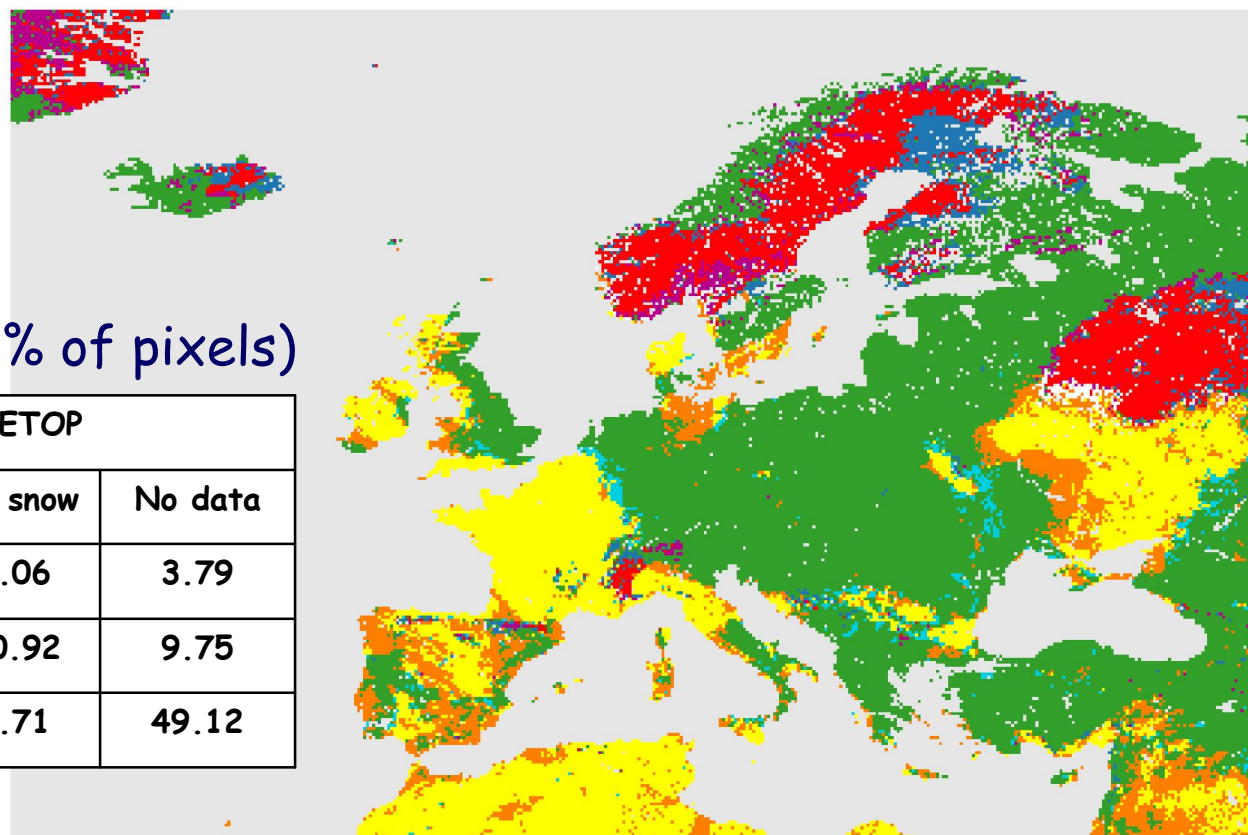 % of pixels)
ETOP
snow No data
.06 3.79
0.92 9.75
.71 49.12